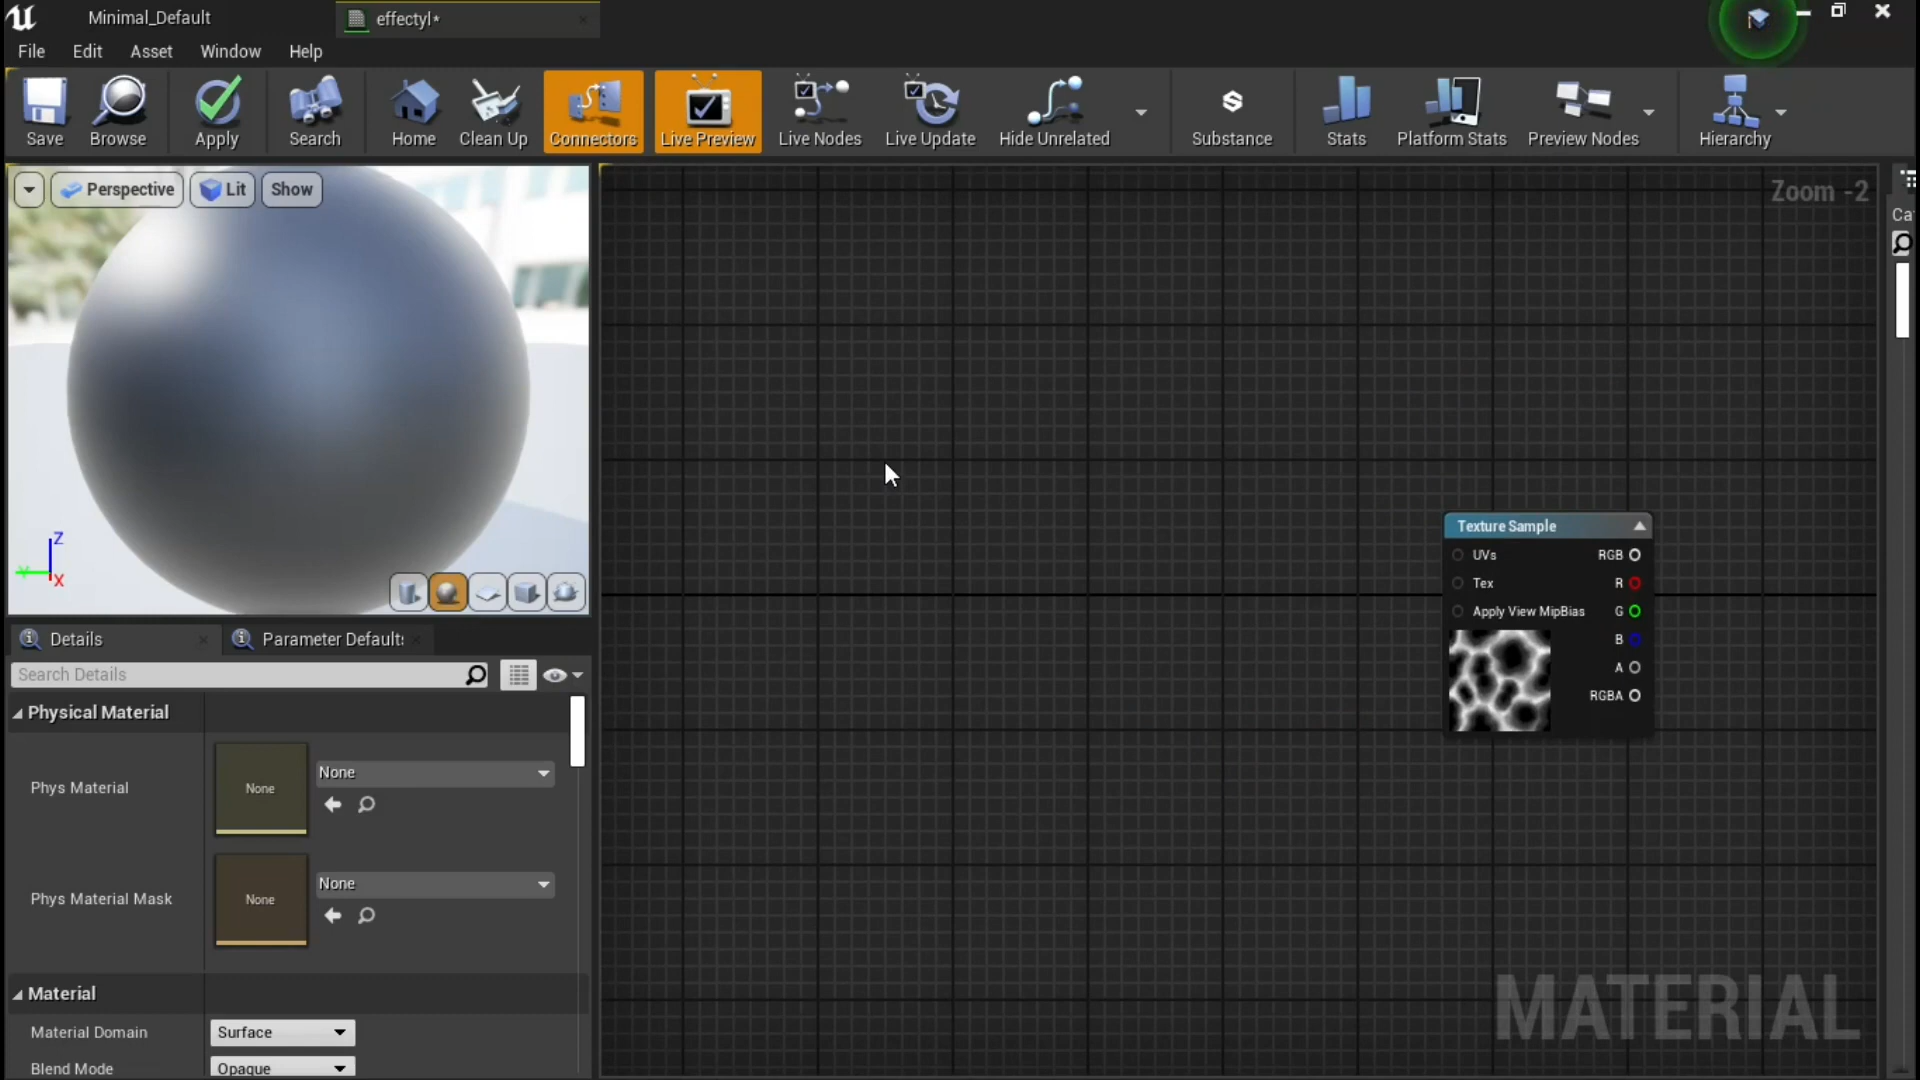 Minimal_Default
effectyl*
File Edit Asset Window Help
Save Browse Apply Search Home Clean Up Connectors Live Preview Live Nodes Live Update Hide Unrelated Substance Stats Platform Stats Preview Nodes Hierarchy
Perspective Lit Show
Zoom -2
Ca
Texture Sample
UVs RGB
Tex R
Apply View MipBias G
B
A
RGBA
Z
Y
X
Details Parameter Defaults
Search Details
Physical Material
Phys Material None None
Phys Material Mask None None
Material
Material Domain Surface
Blend Mode Opaque
MATERIAL